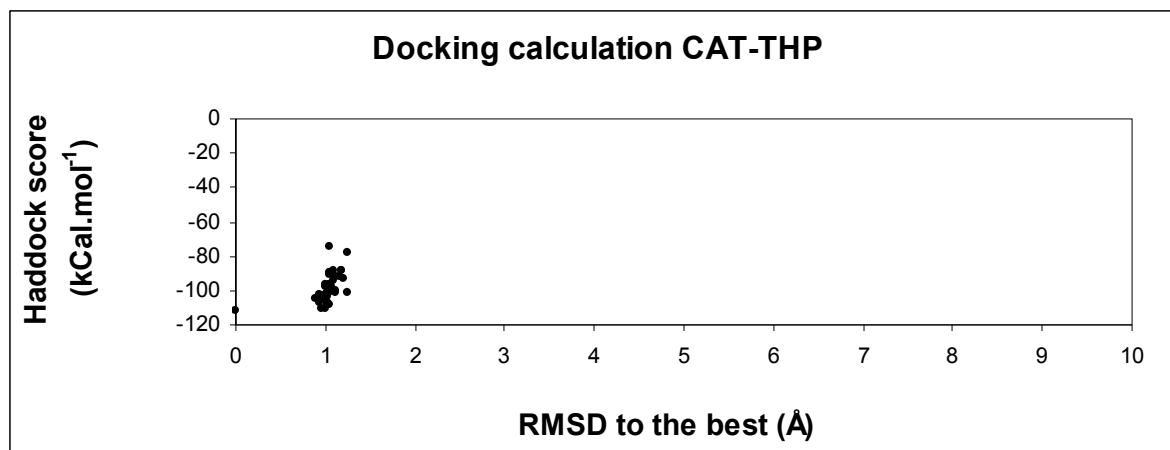 Docking calculation CAT-THP
Haddock score
(kCal.mol⁻¹)
0
-20
-40
-60
-80
-100
-120
0 1 2 3 4 5 6 7 8 9 10
RMSD to the best (Å)